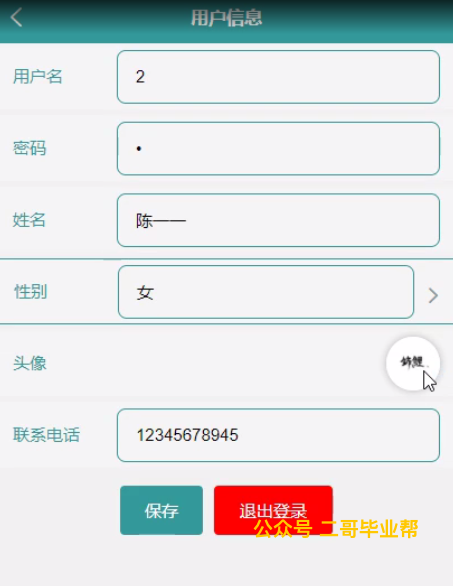 用户信息
用户名 2
密码 •
姓名 陈一一
性别 女
头像 锦鲤
联系电话 12345678945
保存 退出登录
公众号 二哥毕业帮